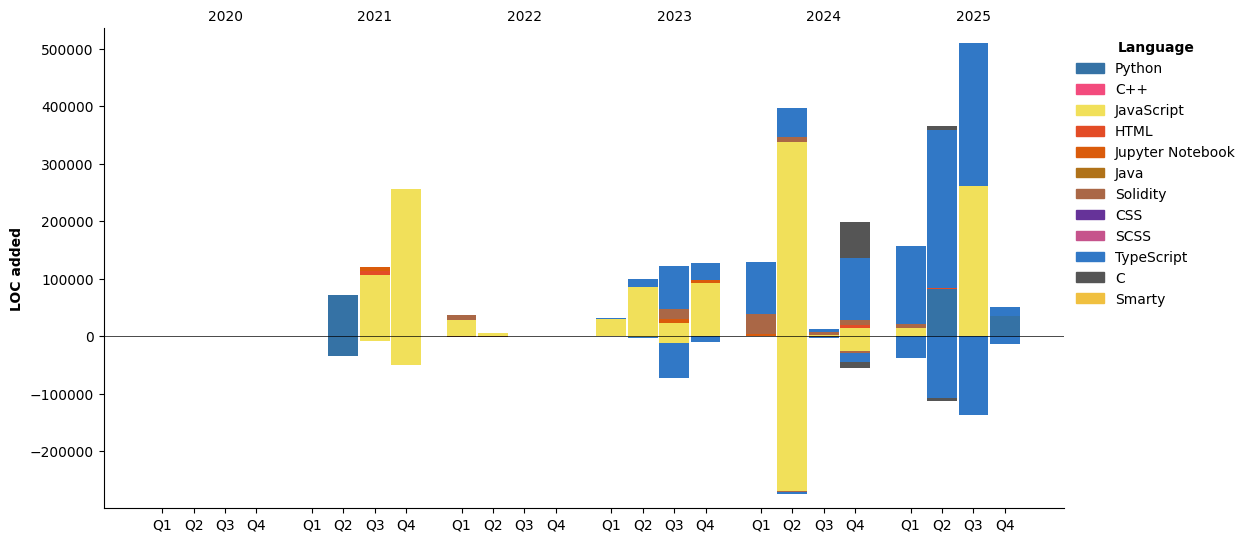 2020 2021 2022 2023 2024 2025
LOC added
500000
400000
300000
200000
100000
0
−100000
−200000
Q1 Q2 Q3 Q4 Q1 Q2 Q3 Q4 Q1 Q2 Q3 Q4 Q1 Q2 Q3 Q4 Q1 Q2 Q3 Q4 Q1 Q2 Q3 Q4
Language
Python
C++
JavaScript
HTML
Jupyter Notebook
Java
Solidity
CSS
SCSS
TypeScript
C
Smarty